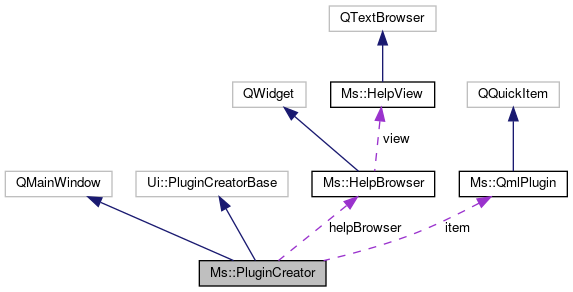 QTextBrowser
QWidget
Ms::HelpView
QQuickItem
view
QMainWindow
Ui::PluginCreatorBase
Ms::HelpBrowser
Ms::QmlPlugin
helpBrowser
item
Ms::PluginCreator